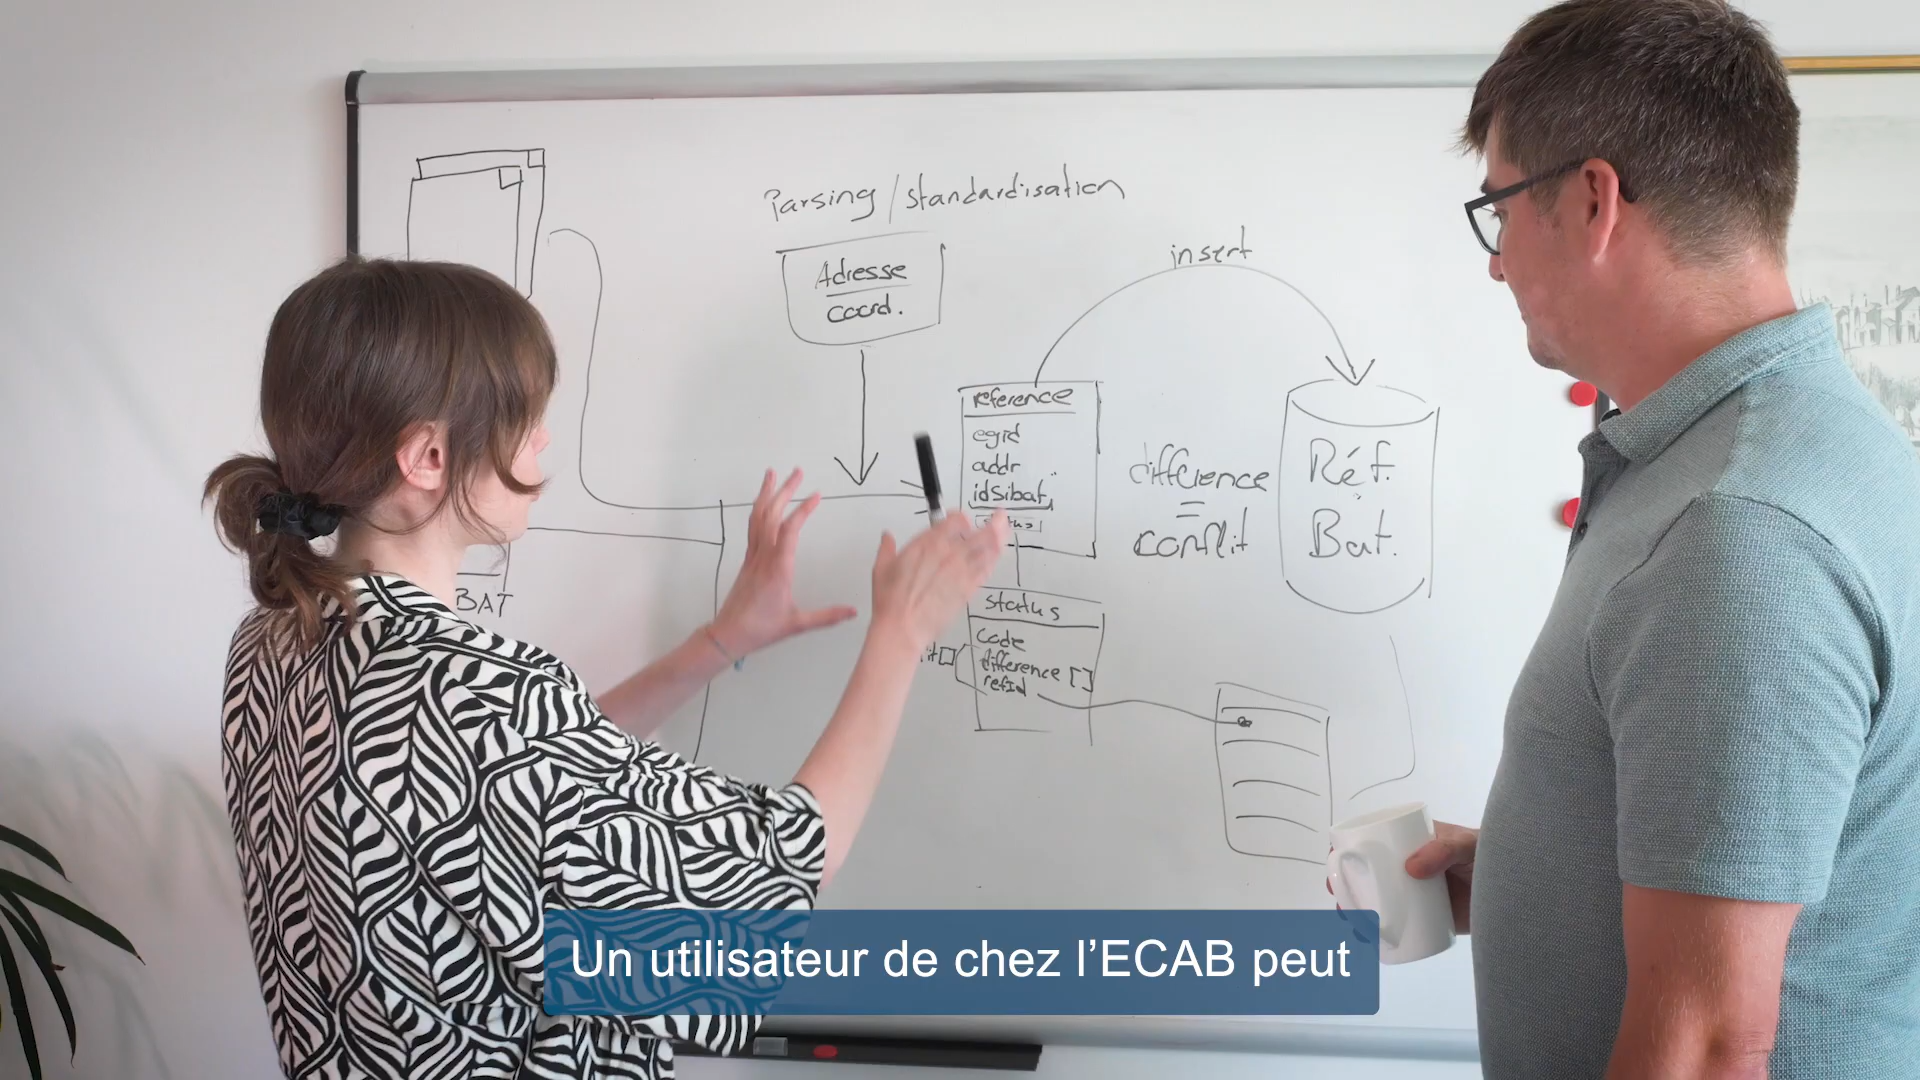 Parsing / Standardisation
Adresse
coord.
insert
reference
egid
addr
idsibat
status
difference
=
conflit
Réf.
Bat.
BAT
status
Code
difference []
refId
Un utilisateur de chez l’ECAB peut